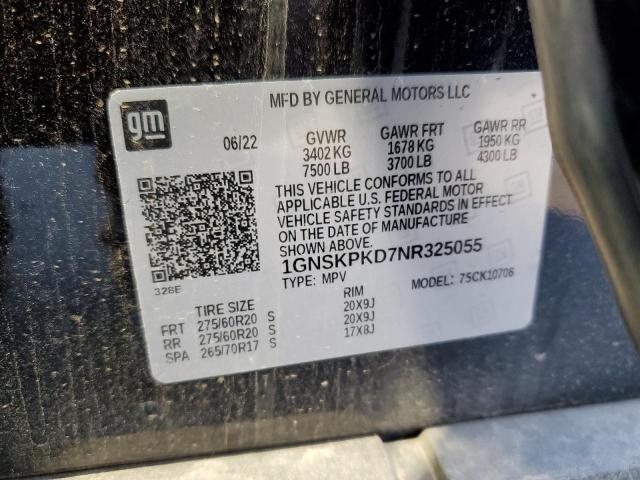 gm
MFD BY GENERAL MOTORS LLC
06/22 GVWR GAWR FRT GAWR RR
3402 KG 1678 KG 1950 KG
7500 LB 3700 LB 4300 LB
THIS VEHICLE CONFORMS TO ALL
APPLICABLE U.S. FEDERAL MOTOR
VEHICLE SAFETY STANDARDS IN EFFECT
ON THE DATE OF MANUFACTURE
SHOWN ABOVE.
1GNSKPKD7NR325055
TYPE: MPV MODEL: 75CK10706
328E
TIRE SIZE RIM
FRT 275/60R20 S 20X9J
RR 275/60R20 S 20X9J
SPA 265/70R17 S 17X8J